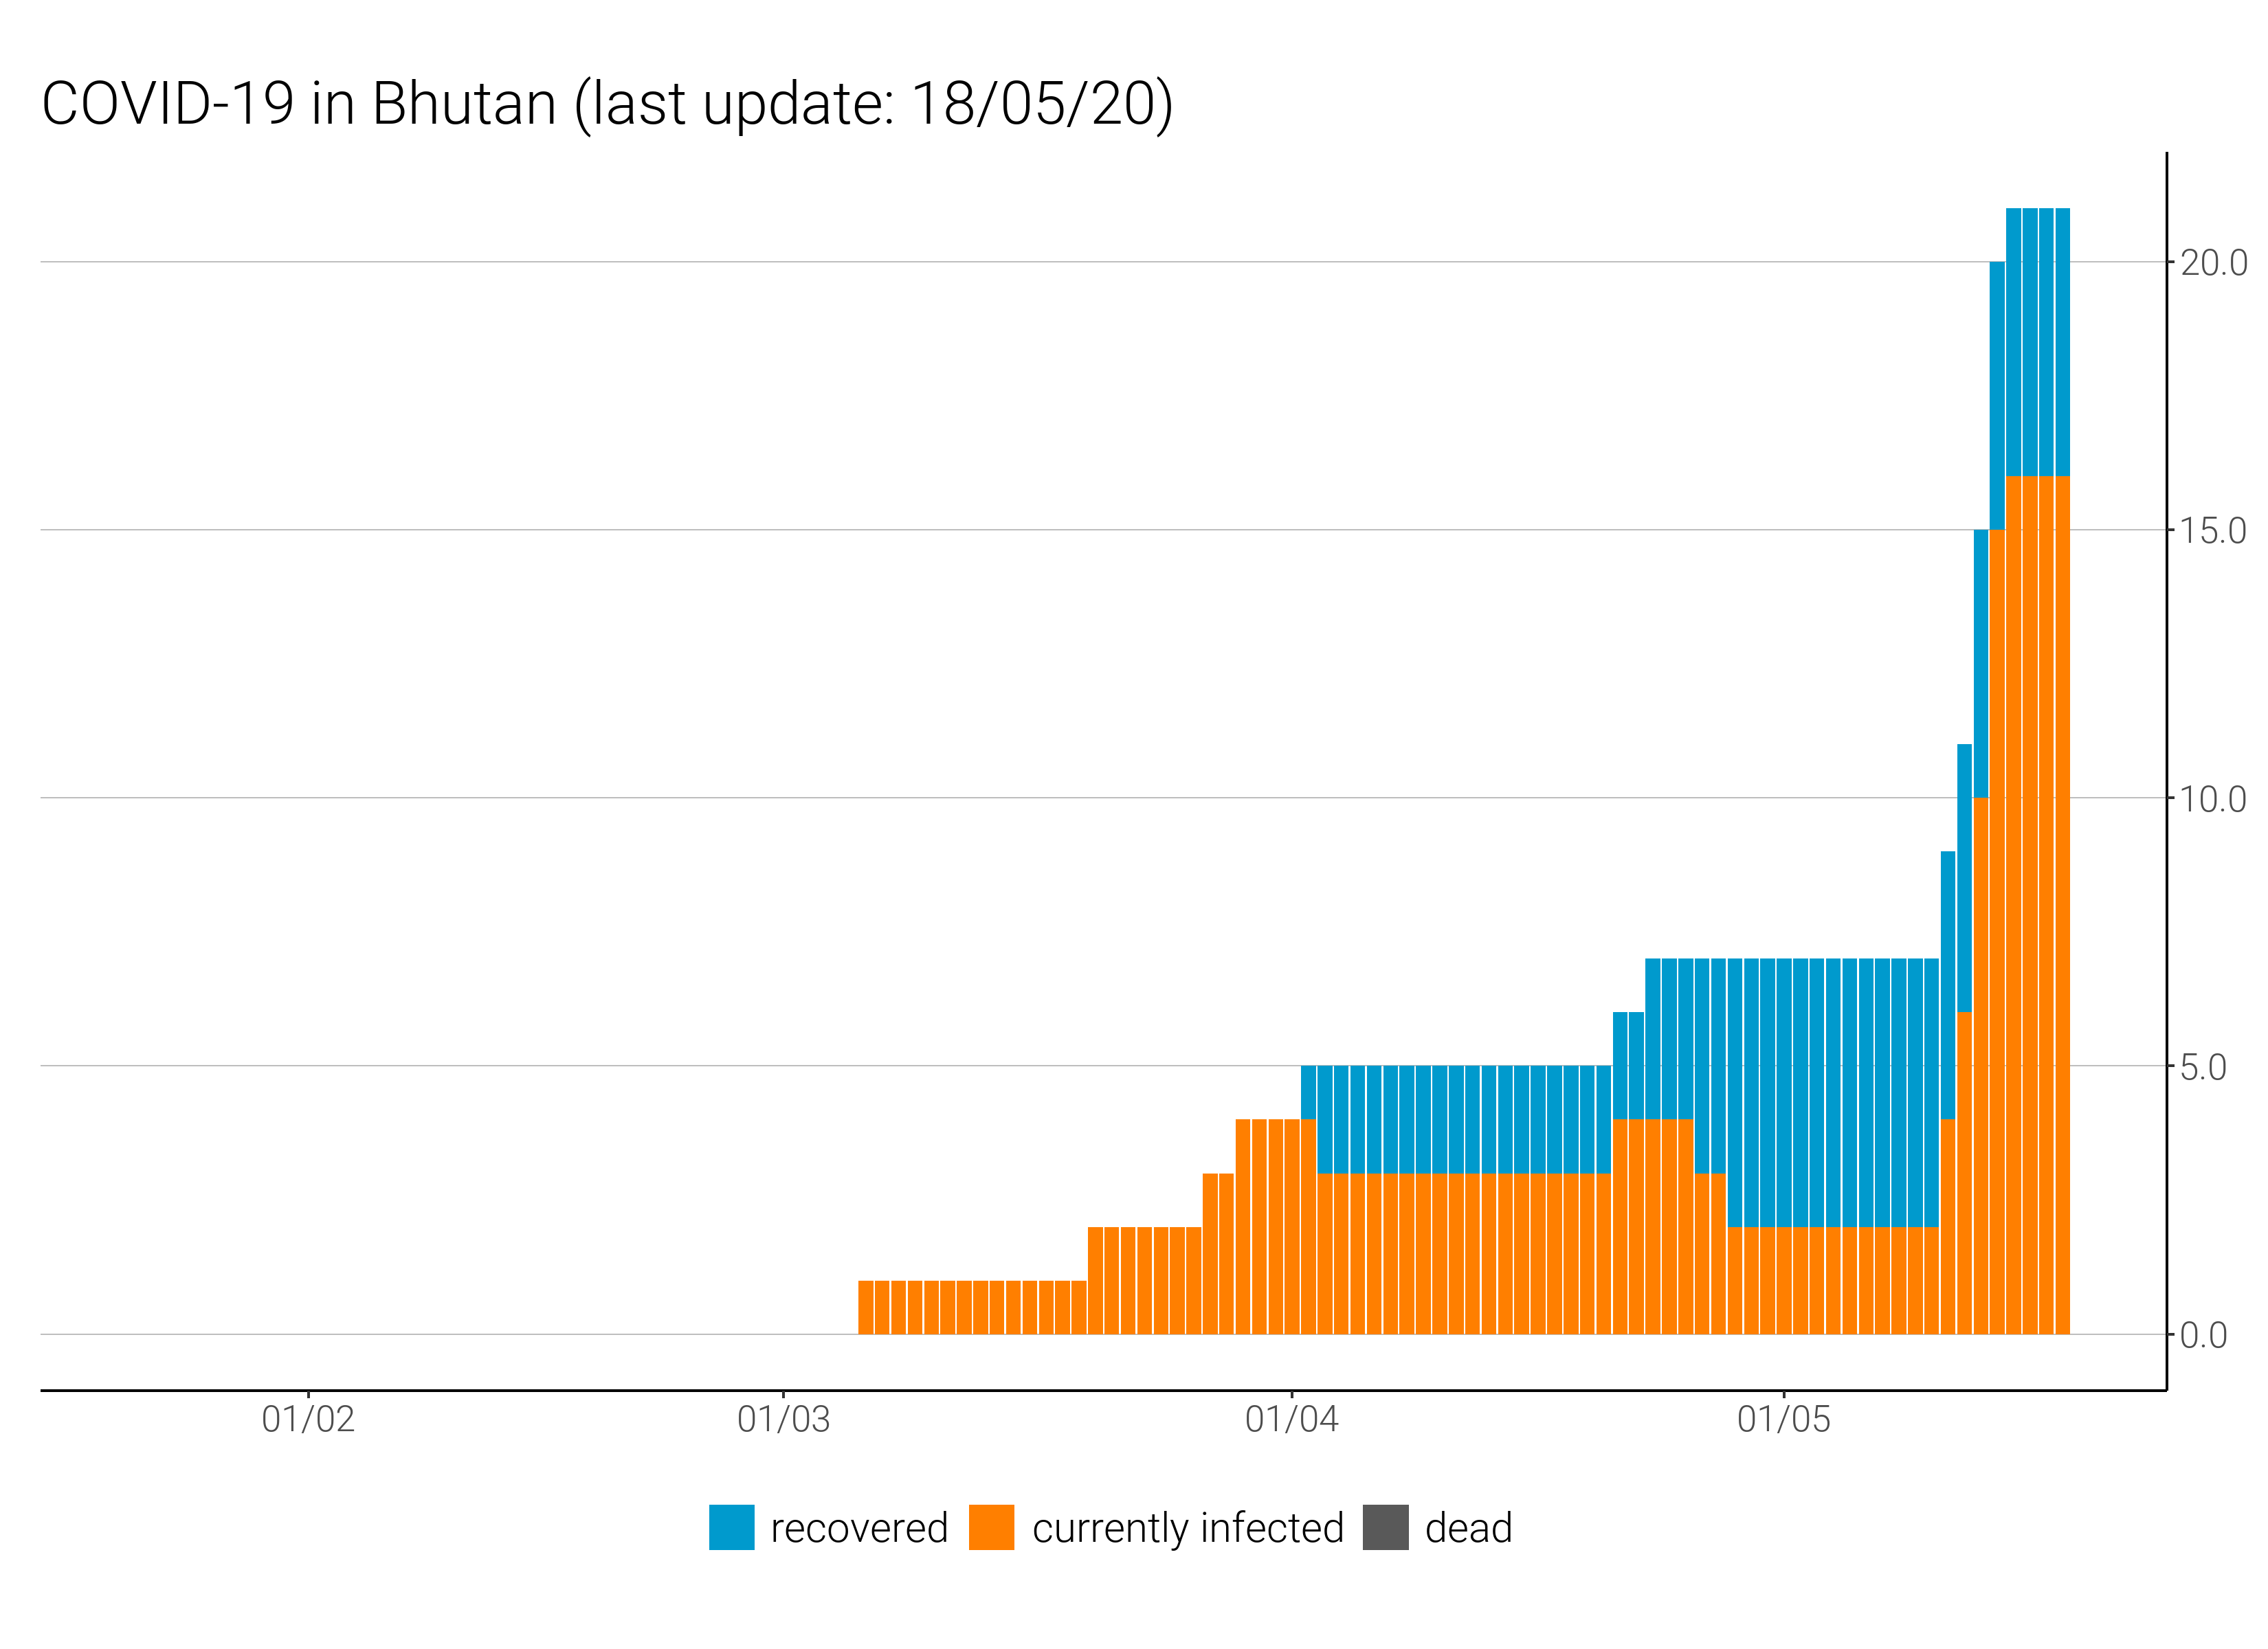 COVID-19 in Bhutan (last update: 18/05/20)
20.0
15.0
10.0
5.0
0.0
01/02 01/03 01/04 01/05
recovered currently infected dead